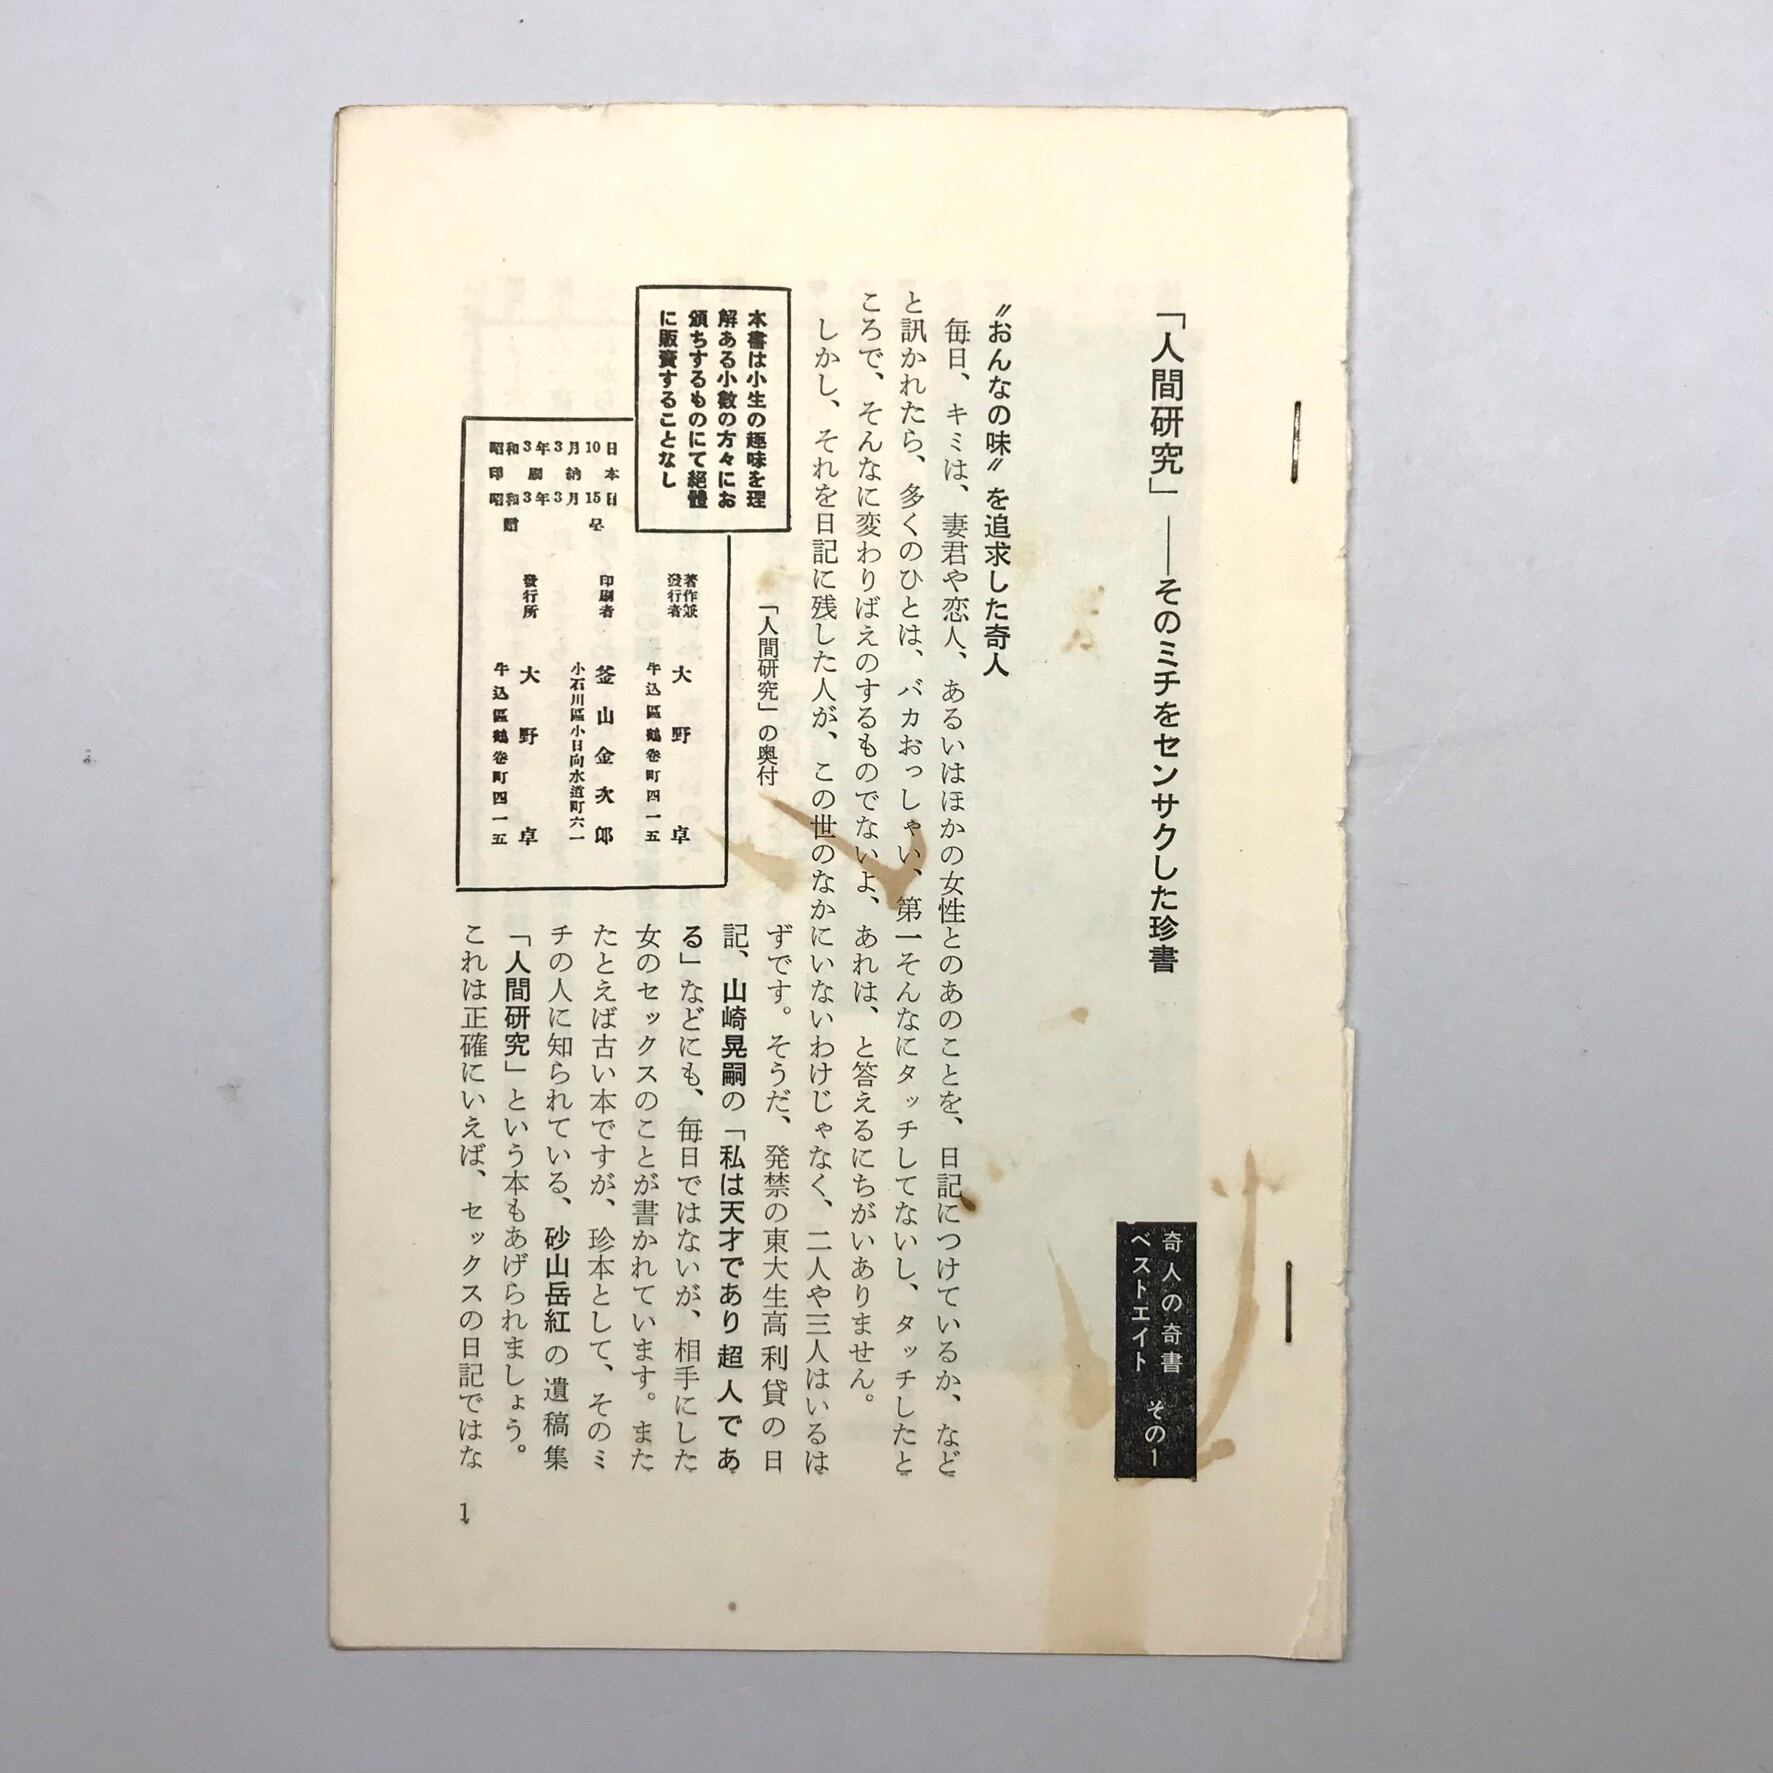 「人間研究」――そのミチをセンサクした珍書
奇人の奇書
ベストエイト　その1
〝おんなの味〟を追求した奇人
毎日、キミは、妻君や恋人、あるいはほかの女性とのあのことを、日記につけているか、など
と訊かれたら、多くのひとは、バカおっしゃい、第一そんなにタッチしてないし、タッチしたと
ころで、そんなに変わりばえのするものでないよ、あれは、と答えるにちがいありません。
しかし、それを日記に残した人が、この世のなかにいないわけじゃなく、二人や三人はいるは
ずです。そうだ、発禁の東大生高利貸の日
記、山崎晃嗣の「私は天才であり超人であ
る」などにも、毎日ではないが、相手にした
女のセックスのことが書かれています。また
たとえば古い本ですが、珍本として、そのミ
チの人に知られている、砂山岳紅の遺稿集
「人間研究」という本もあげられましょう。
これは正確にいえば、セックスの日記ではな
「人間研究」の奥付
本書は小生の趣味を理
解ある小數の方々にお
頒ちするものにて絕體
に販賣することなし
昭和3年3月10日
印刷納本
昭和3年3月15日
贈呈
著作兼
發行者
大野卓
牛込區鶴巻町四一五
印刷者
釜山金次郎
小石川區小日向水道町六一
發行所
大野卓
牛込區鶴巻町四一五
1